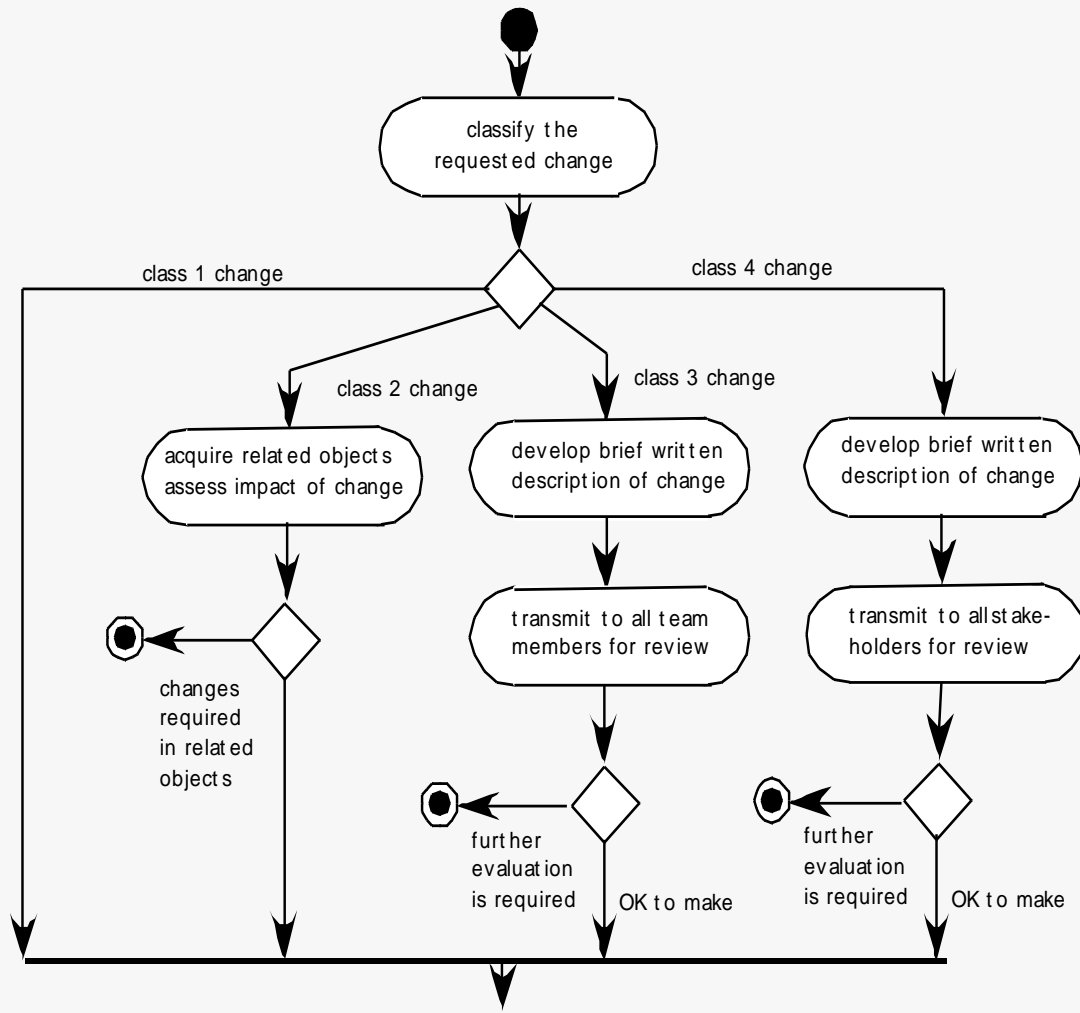 classify the
requested change
class 1 change
class 4 change
class 2 change
class 3 change
acquire related objects
assess impact of change
develop brief written
description of change
develop brief written
description of change
transmit to all team
members for review
transmit to all stake-
holders for review
changes
required
in related
objects
further
evaluation
is required
OK to make
further
evaluation
is required
OK to make